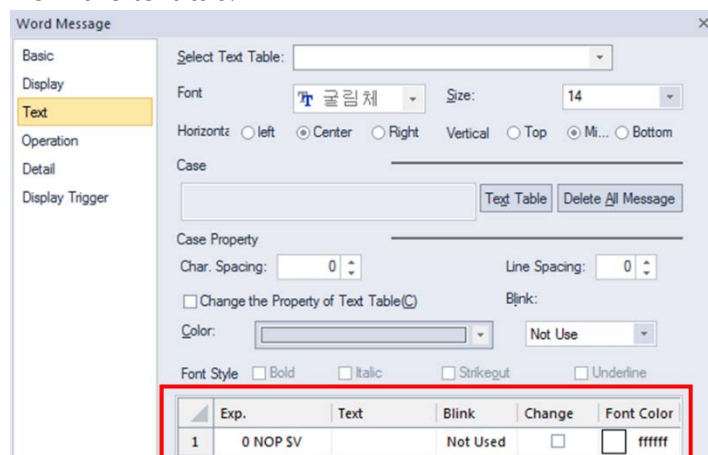 Word Message
Basic
Display
Text
Operation
Detail
Display Trigger
Select Text Table:
Font 굴림체 Size: 14
Horizontε left Center Right Vertical Top Mi... Bottom
Case
Text Table Delete All Message
Case Property
Char. Spacing: 0 Line Spacing: 0
Change the Property of Text Table(C) Blink:
Color: Not Use
Font Style Bold Italic Strikeout Underline
Exp. Text Blink Change Font Color
1 0 NOP $V Not Used ffffff